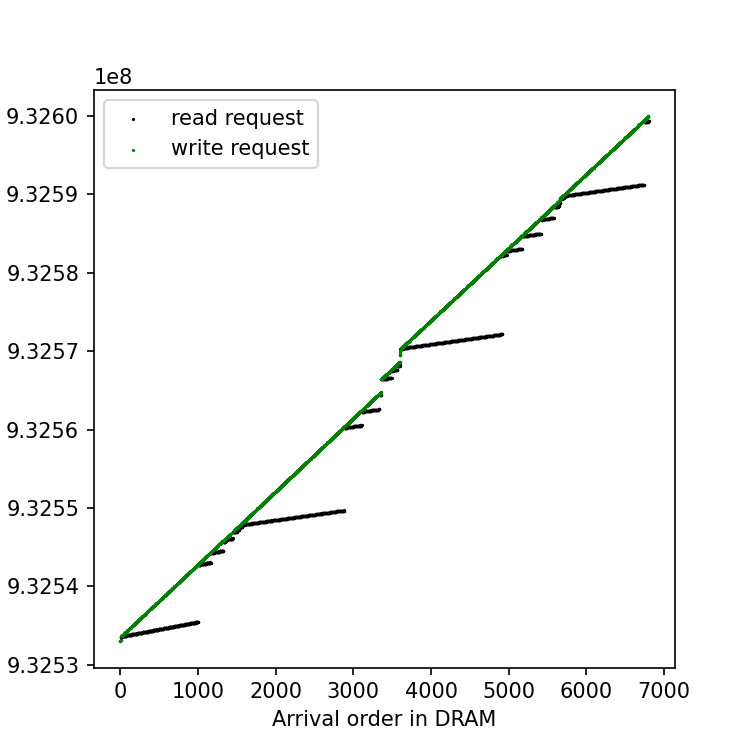 1e8
read request
write request
9.3260
9.3259
9.3258
9.3257
9.3256
9.3255
9.3254
9.3253
0 1000 2000 3000 4000 5000 6000 7000
Arrival order in DRAM